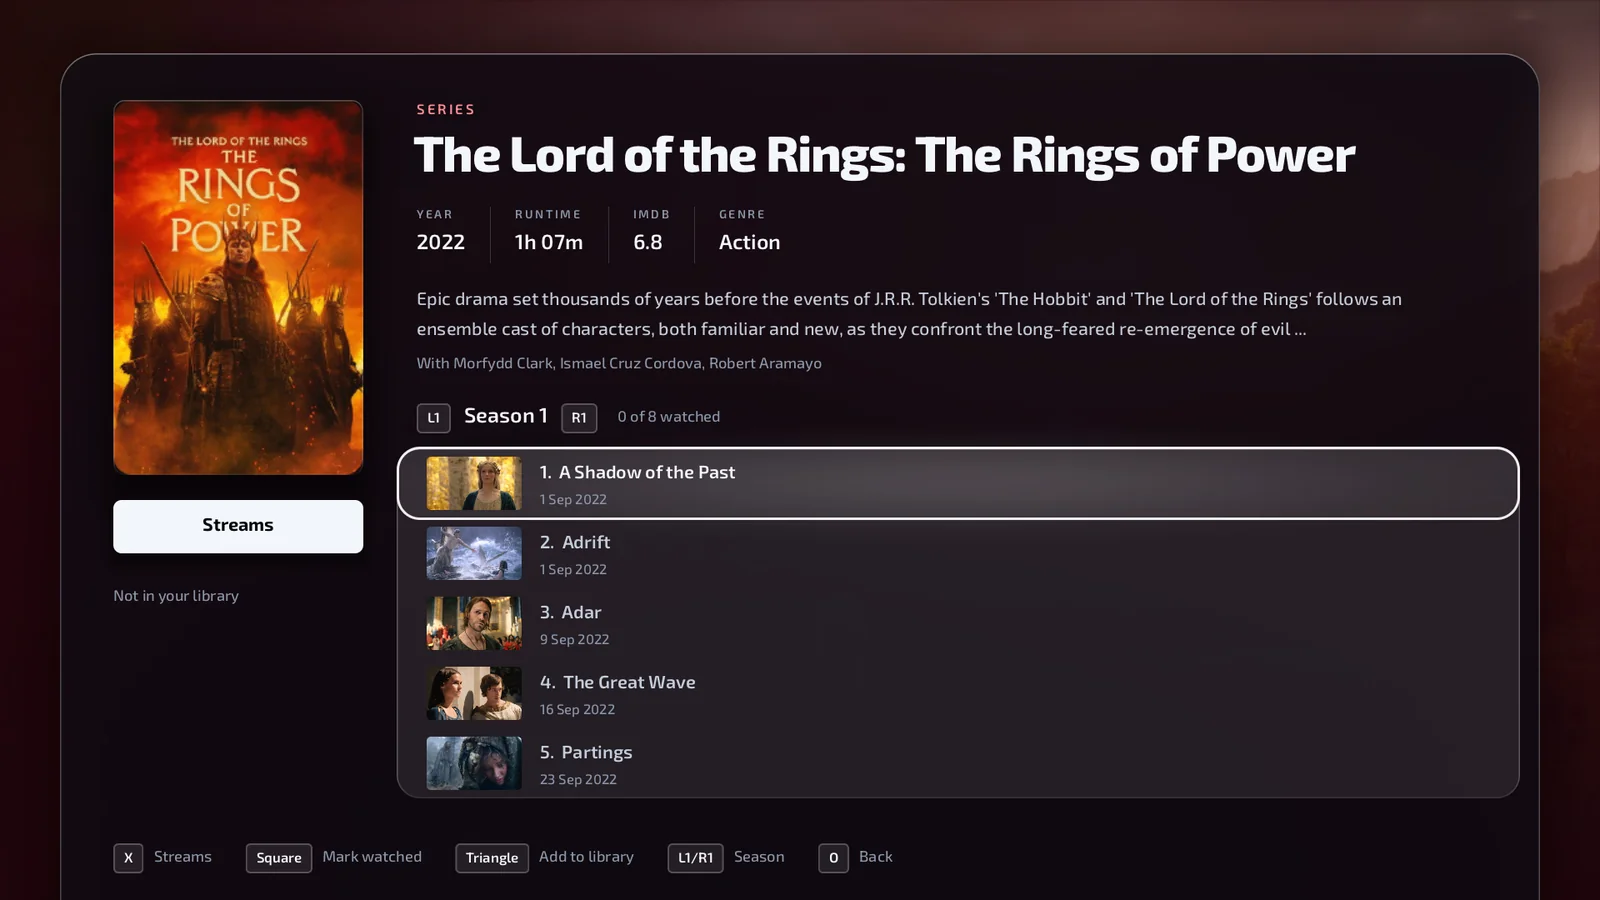 THE LORD OF THE RINGS
THE
RINGS
OF
POWER
Streams
Not in your library
SERIES
The Lord of the Rings: The Rings of Power
YEAR
2022
RUNTIME
1h 07m
IMDB
6.8
GENRE
Action
Epic drama set thousands of years before the events of J.R.R. Tolkien's 'The Hobbit' and 'The Lord of the Rings' follows an
ensemble cast of characters, both familiar and new, as they confront the long-feared re-emergence of evil ...
With Morfydd Clark, Ismael Cruz Cordova, Robert Aramayo
L1 Season 1 R1 0 of 8 watched
1. A Shadow of the Past
1 Sep 2022
2. Adrift
1 Sep 2022
3. Adar
9 Sep 2022
4. The Great Wave
16 Sep 2022
5. Partings
23 Sep 2022
X Streams Square Mark watched Triangle Add to library L1/R1 Season O Back